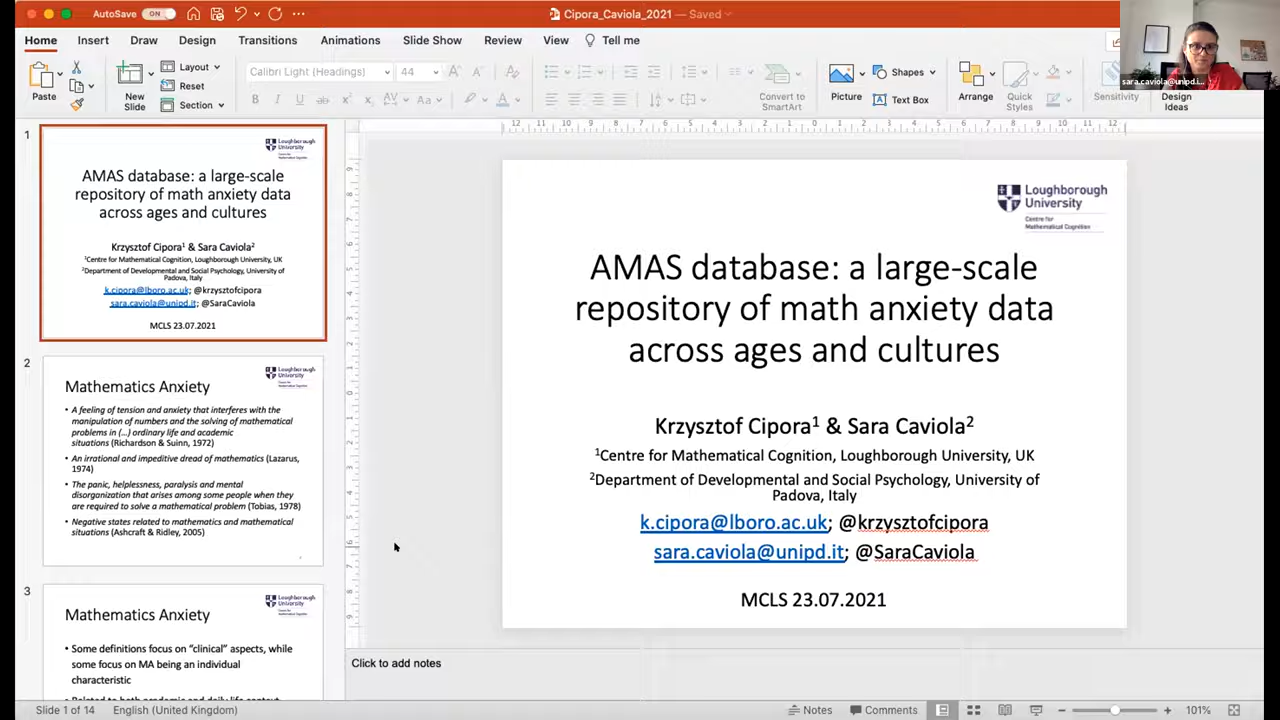 AutoSave ON
Cipora_Caviola_2021 — Saved
Home Insert Draw Design Transitions Animations Slide Show Review View Tell me
Paste
New
Slide
Layout
Reset
Section
Calibri Light (Headings) 44
Convert to
SmartArt
Picture
Shapes
Text Box
Arrange
Quick
Styles
Sensitivity
Design
Ideas
sara.caviola@unipd.i...
1
Loughborough
University
AMAS database: a large-scale
repository of math anxiety data
across ages and cultures
Krzysztof Cipora1 & Sara Caviola2
1Centre for Mathematical Cognition, Loughborough University, UK
2Department of Developmental and Social Psychology, University of
Padova, Italy
k.cipora@lboro.ac.uk; @krzysztofcipora
sara.caviola@unipd.it; @SaraCaviola
MCLS 23.07.2021
2
Loughborough
University
Mathematics Anxiety
• A feeling of tension and anxiety that interferes with the
manipulation of numbers and the solving of mathematical
problems in (...) ordinary life and academic
situations (Richardson & Suinn, 1972)
• An irrational and impeditive dread of mathematics (Lazarus,
1974)
• The panic, helplessness, paralysis and mental
disorganization that arises among some people when they
are required to solve a mathematical problem (Tobias, 1978)
• Negative states related to mathematics and mathematical
situations (Ashcraft & Ridley, 2005)
3
Loughborough
University
Mathematics Anxiety
• Some definitions focus on “clinical” aspects, while
some focus on MA being an individual
characteristic
Loughborough
University
Centre for
Mathematical Cognition
AMAS database: a large-scale
repository of math anxiety data
across ages and cultures
Krzysztof Cipora1 & Sara Caviola2
1Centre for Mathematical Cognition, Loughborough University, UK
2Department of Developmental and Social Psychology, University of
Padova, Italy
k.cipora@lboro.ac.uk; @krzysztofcipora
sara.caviola@unipd.it; @SaraCaviola
MCLS 23.07.2021
Click to add notes
Slide 1 of 14 English (United Kingdom) Notes Comments 101%